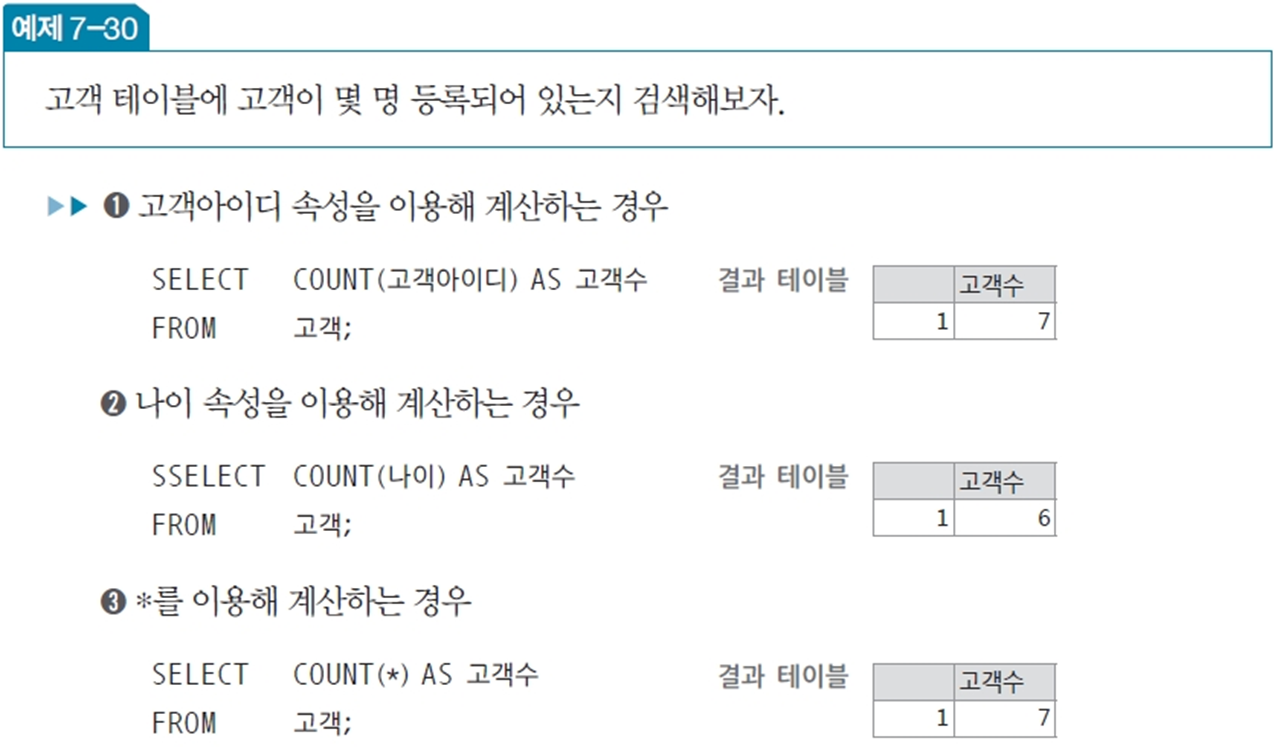 예제 7-30
고객 테이블에 고객이 몇 명 등록되어 있는지 검색해보자.
▶▶ ❶ 고객아이디 속성을 이용해 계산하는 경우
SELECT COUNT(고객아이디) AS 고객수 결과 테이블 고객수
FROM 고객; 1 7
❷ 나이 속성을 이용해 계산하는 경우
SSELECT COUNT(나이) AS 고객수 결과 테이블 고객수
FROM 고객; 1 6
❸ *를 이용해 계산하는 경우
SELECT COUNT(*) AS 고객수 결과 테이블 고객수
FROM 고객; 1 7